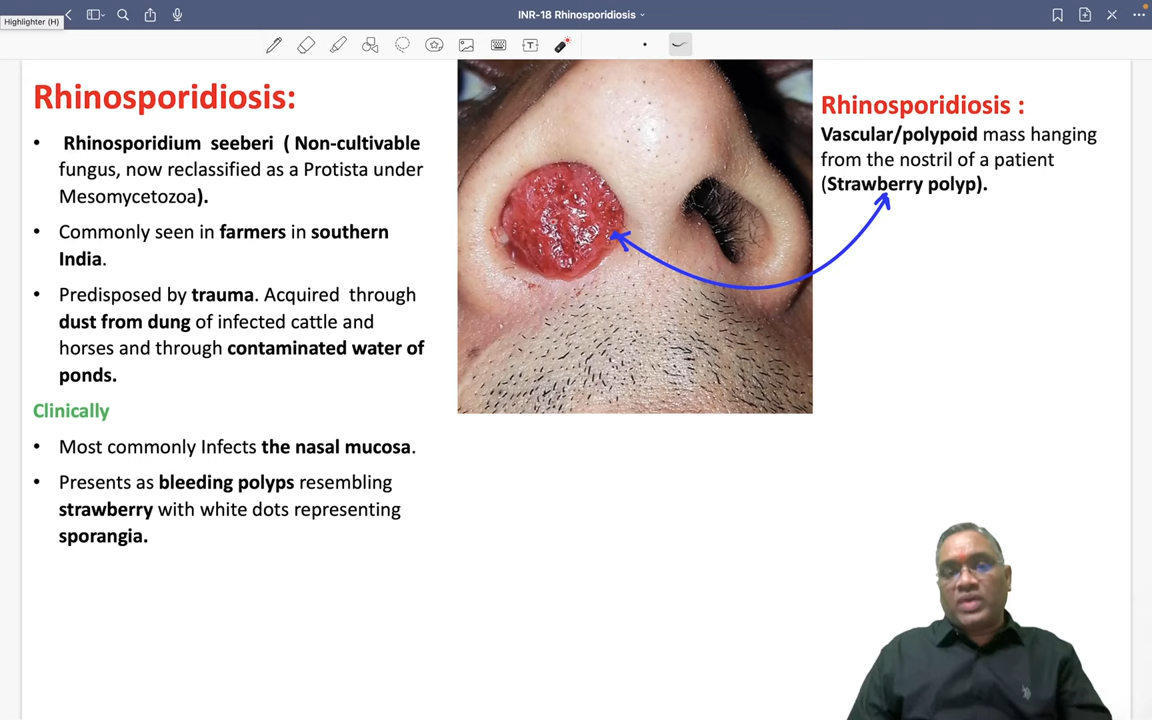 INR-18 Rhinosporidiosis
Highlighter (H)
Rhinosporidiosis:
• Rhinosporidium seeberi ( Non-cultivable
fungus, now reclassified as a Protista under
Mesomycetozoa).
• Commonly seen in farmers in southern
India.
• Predisposed by trauma. Acquired through
dust from dung of infected cattle and
horses and through contaminated water of
ponds.
Clinically
• Most commonly Infects the nasal mucosa.
• Presents as bleeding polyps resembling
strawberry with white dots representing
sporangia.
Rhinosporidiosis :
Vascular/polypoid mass hanging
from the nostril of a patient
(Strawberry polyp).